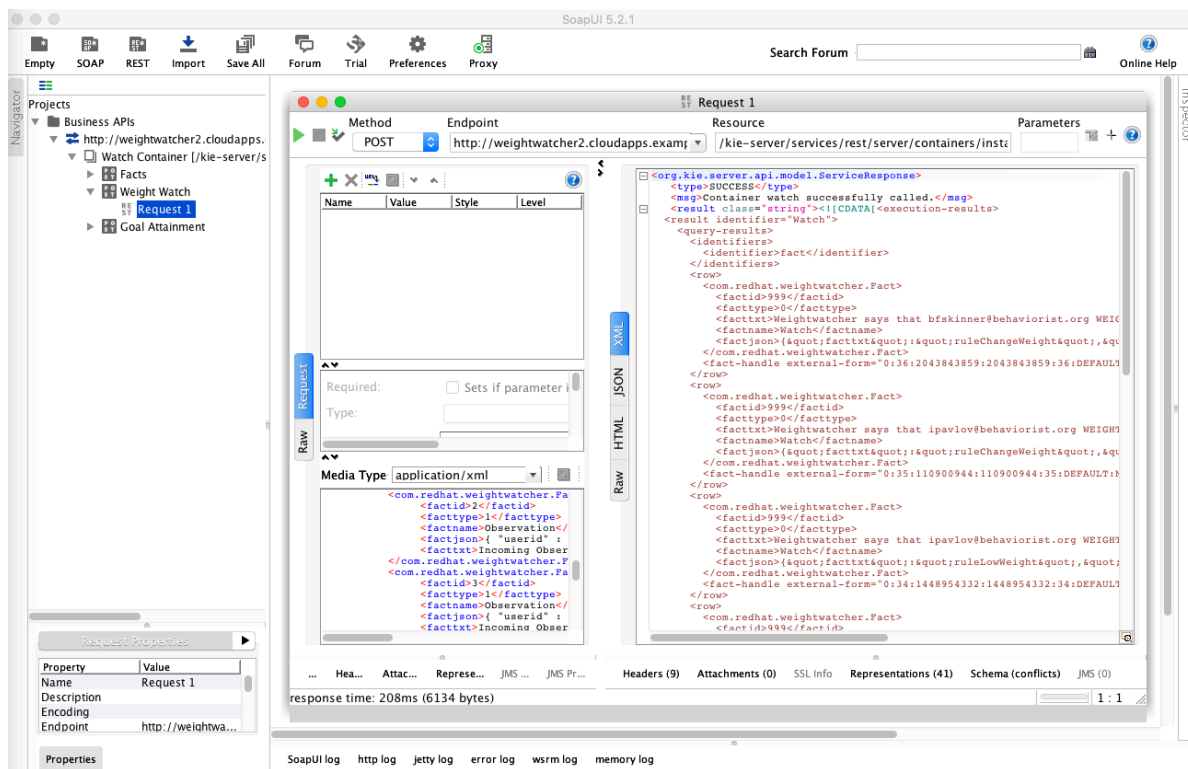 SoapUI 5.2.1
Empty SOAP REST Import Save All Forum Trial Preferences Proxy Search Forum Online Help
Navigator
Projects
Business APIs
http://weightwatcher2.cloudapps.
Watch Container [/kie-server/s
Facts
Weight Watch
Request 1
Goal Attainment
Request Properties
Property Value
Name Request 1
Description
Encoding
Endpoint http://weightwa...
Properties
Request 1
Method Endpoint Resource Parameters
POST http://weightwatcher2.cloudapps.examp /kie-server/services/rest/server/containers/insta
Name Value Style Level
Request
Raw
Required: Sets if parameter i
Type:
Media Type application/xml
<com.redhat.weightwatcher.Fa
<factid>2</factid>
<facttype>1</facttype>
<factname>Observation</
<factjson>{ "userid" :
<facttxt>Incoming Obser
</com.redhat.weightwatcher.F
<com.redhat.weightwatcher.Fa
<factid>3</factid>
<facttype>1</facttype>
<factname>Observation</
<factjson>{ "userid" :
<facttxt>Incoming Obser
XML
JSON
HTML
Raw
<org.kie.server.api.model.ServiceResponse>
<type>SUCCESS</type>
<msg>Container watch successfully called.</msg>
<result class="string"><![CDATA[<execution-results>
<result identifier="Watch">
<query-results>
<identifiers>
<identifier>fact</identifier>
</identifiers>
<row>
<com.redhat.weightwatcher.Fact>
<factid>999</factid>
<facttype>0</facttype>
<facttxt>Weightwatcher says that bfskinner@behaviorist.org WEIG
<factname>Watch</factname>
<factjson>{&quot;facttxt&quot;:&quot;ruleChangeWeight&quot;,&qu
</com.redhat.weightwatcher.Fact>
<fact-handle external-form="0:36:2043843859:2043843859:36:DEFAULT
</row>
<row>
<com.redhat.weightwatcher.Fact>
<factid>999</factid>
<facttype>0</facttype>
<facttxt>Weightwatcher says that ipavlov@behaviorist.org WEIGHT
<factname>Watch</factname>
<factjson>{&quot;facttxt&quot;:&quot;ruleChangeWeight&quot;,&qu
</com.redhat.weightwatcher.Fact>
<fact-handle external-form="0:35:110900944:110900944:35:DEFAULT:N
</row>
<row>
<com.redhat.weightwatcher.Fact>
<factid>999</factid>
<facttype>0</facttype>
<facttxt>Weightwatcher says that ipavlov@behaviorist.org WEIGHT
<factname>Watch</factname>
<factjson>{&quot;facttxt&quot;:&quot;ruleLowWeight&quot;,&quot;
</com.redhat.weightwatcher.Fact>
<fact-handle external-form="0:34:1448954332:1448954332:34:DEFAULT
</row>
<row>
<com.redhat.weightwatcher.Fact>
<factid>999</factid>
... Hea... Attac... Represe... JMS ... JMS Pr...
Headers (9) Attachments (0) SSL Info Representations (41) Schema (conflicts) JMS (0)
response time: 208ms (6134 bytes) 1 : 1
SoapUI log http log jetty log error log wsrm log memory log
Inspector